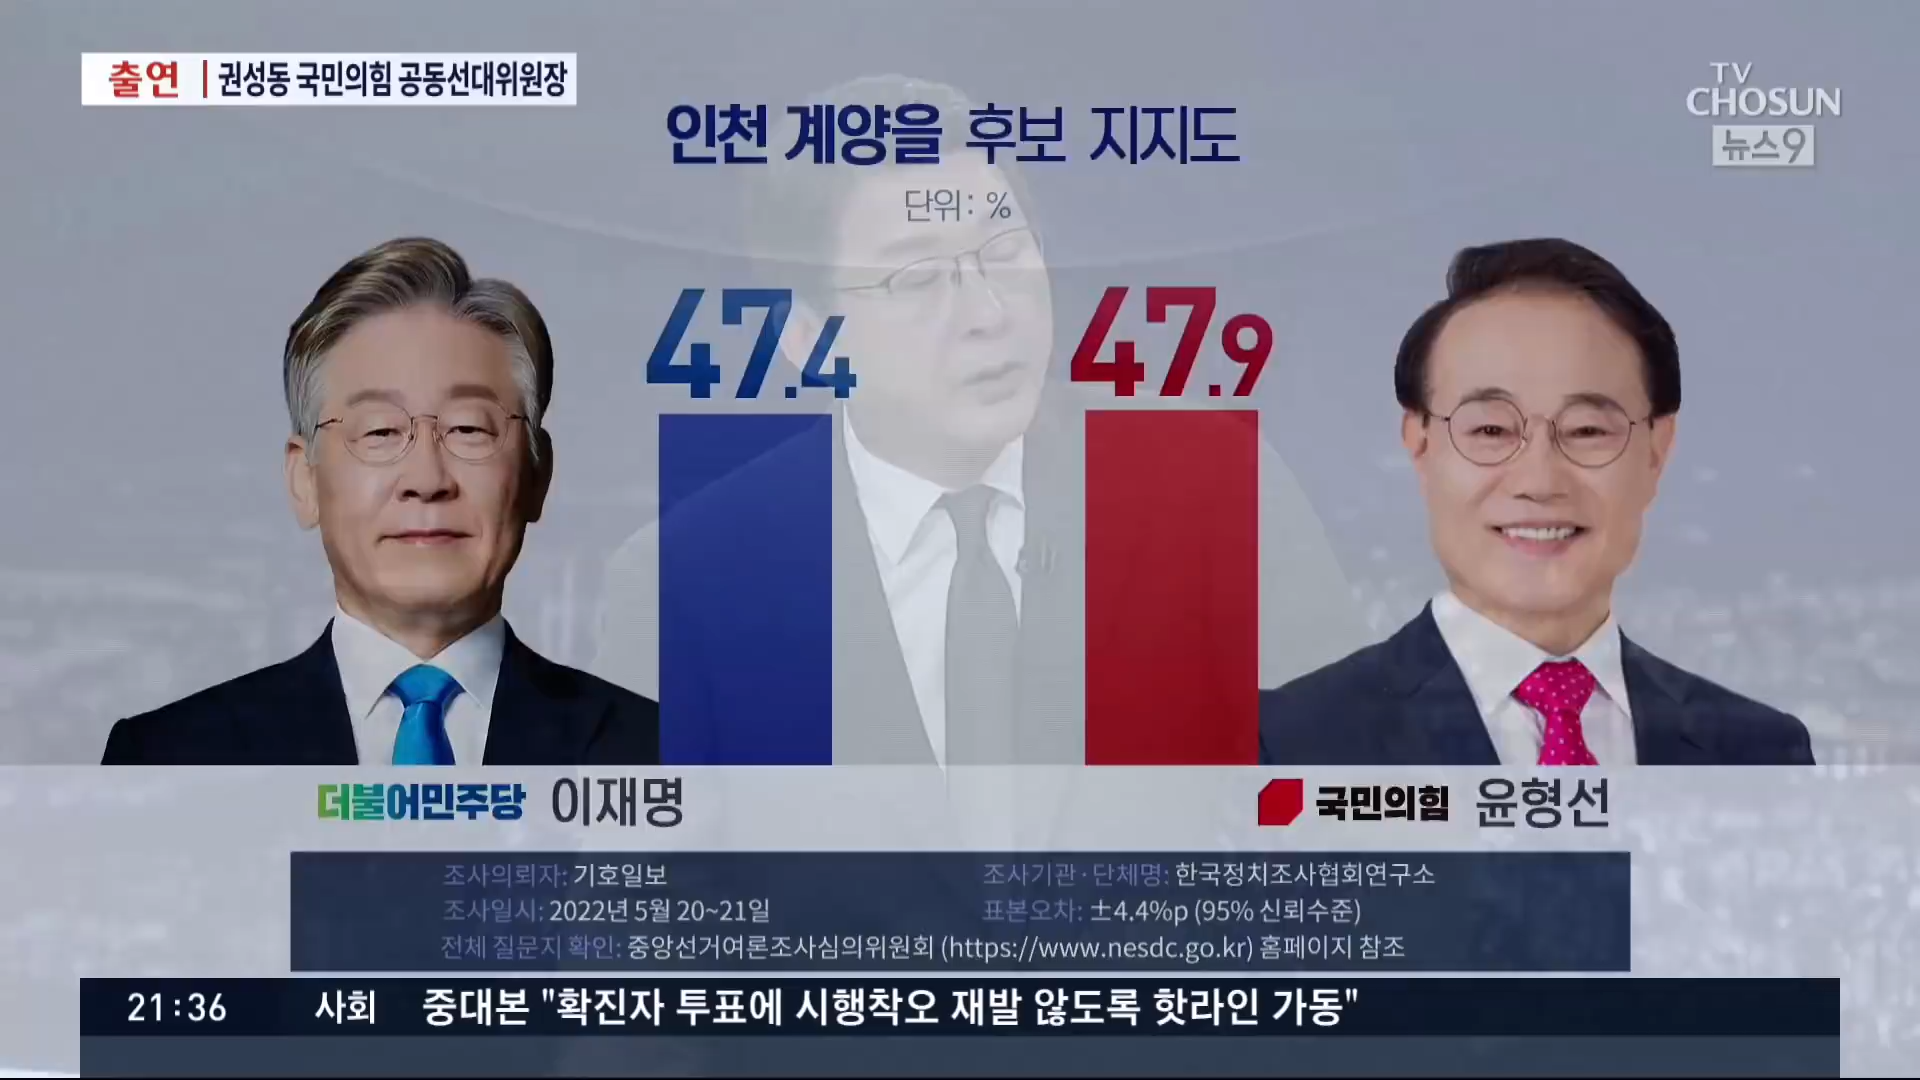 출연 | 권성동 국민의힘 공동선대위원장
TV
CHOSUN
뉴스9
인천 계양을 후보 지지도
단위: %
47.4
47.9
더불어민주당 이재명
국민의힘 윤형선
조사의뢰자: 기호일보
조사기관·단체명: 한국정치조사협회연구소
조사일시: 2022년 5월 20~21일
표본오차: ±4.4%p (95% 신뢰수준)
전체 질문지 확인: 중앙선거여론조사심의위원회 (https://www.nesdc.go.kr) 홈페이지 참조
21:36 사회 중대본 "확진자 투표에 시행착오 재발 않도록 핫라인 가동"